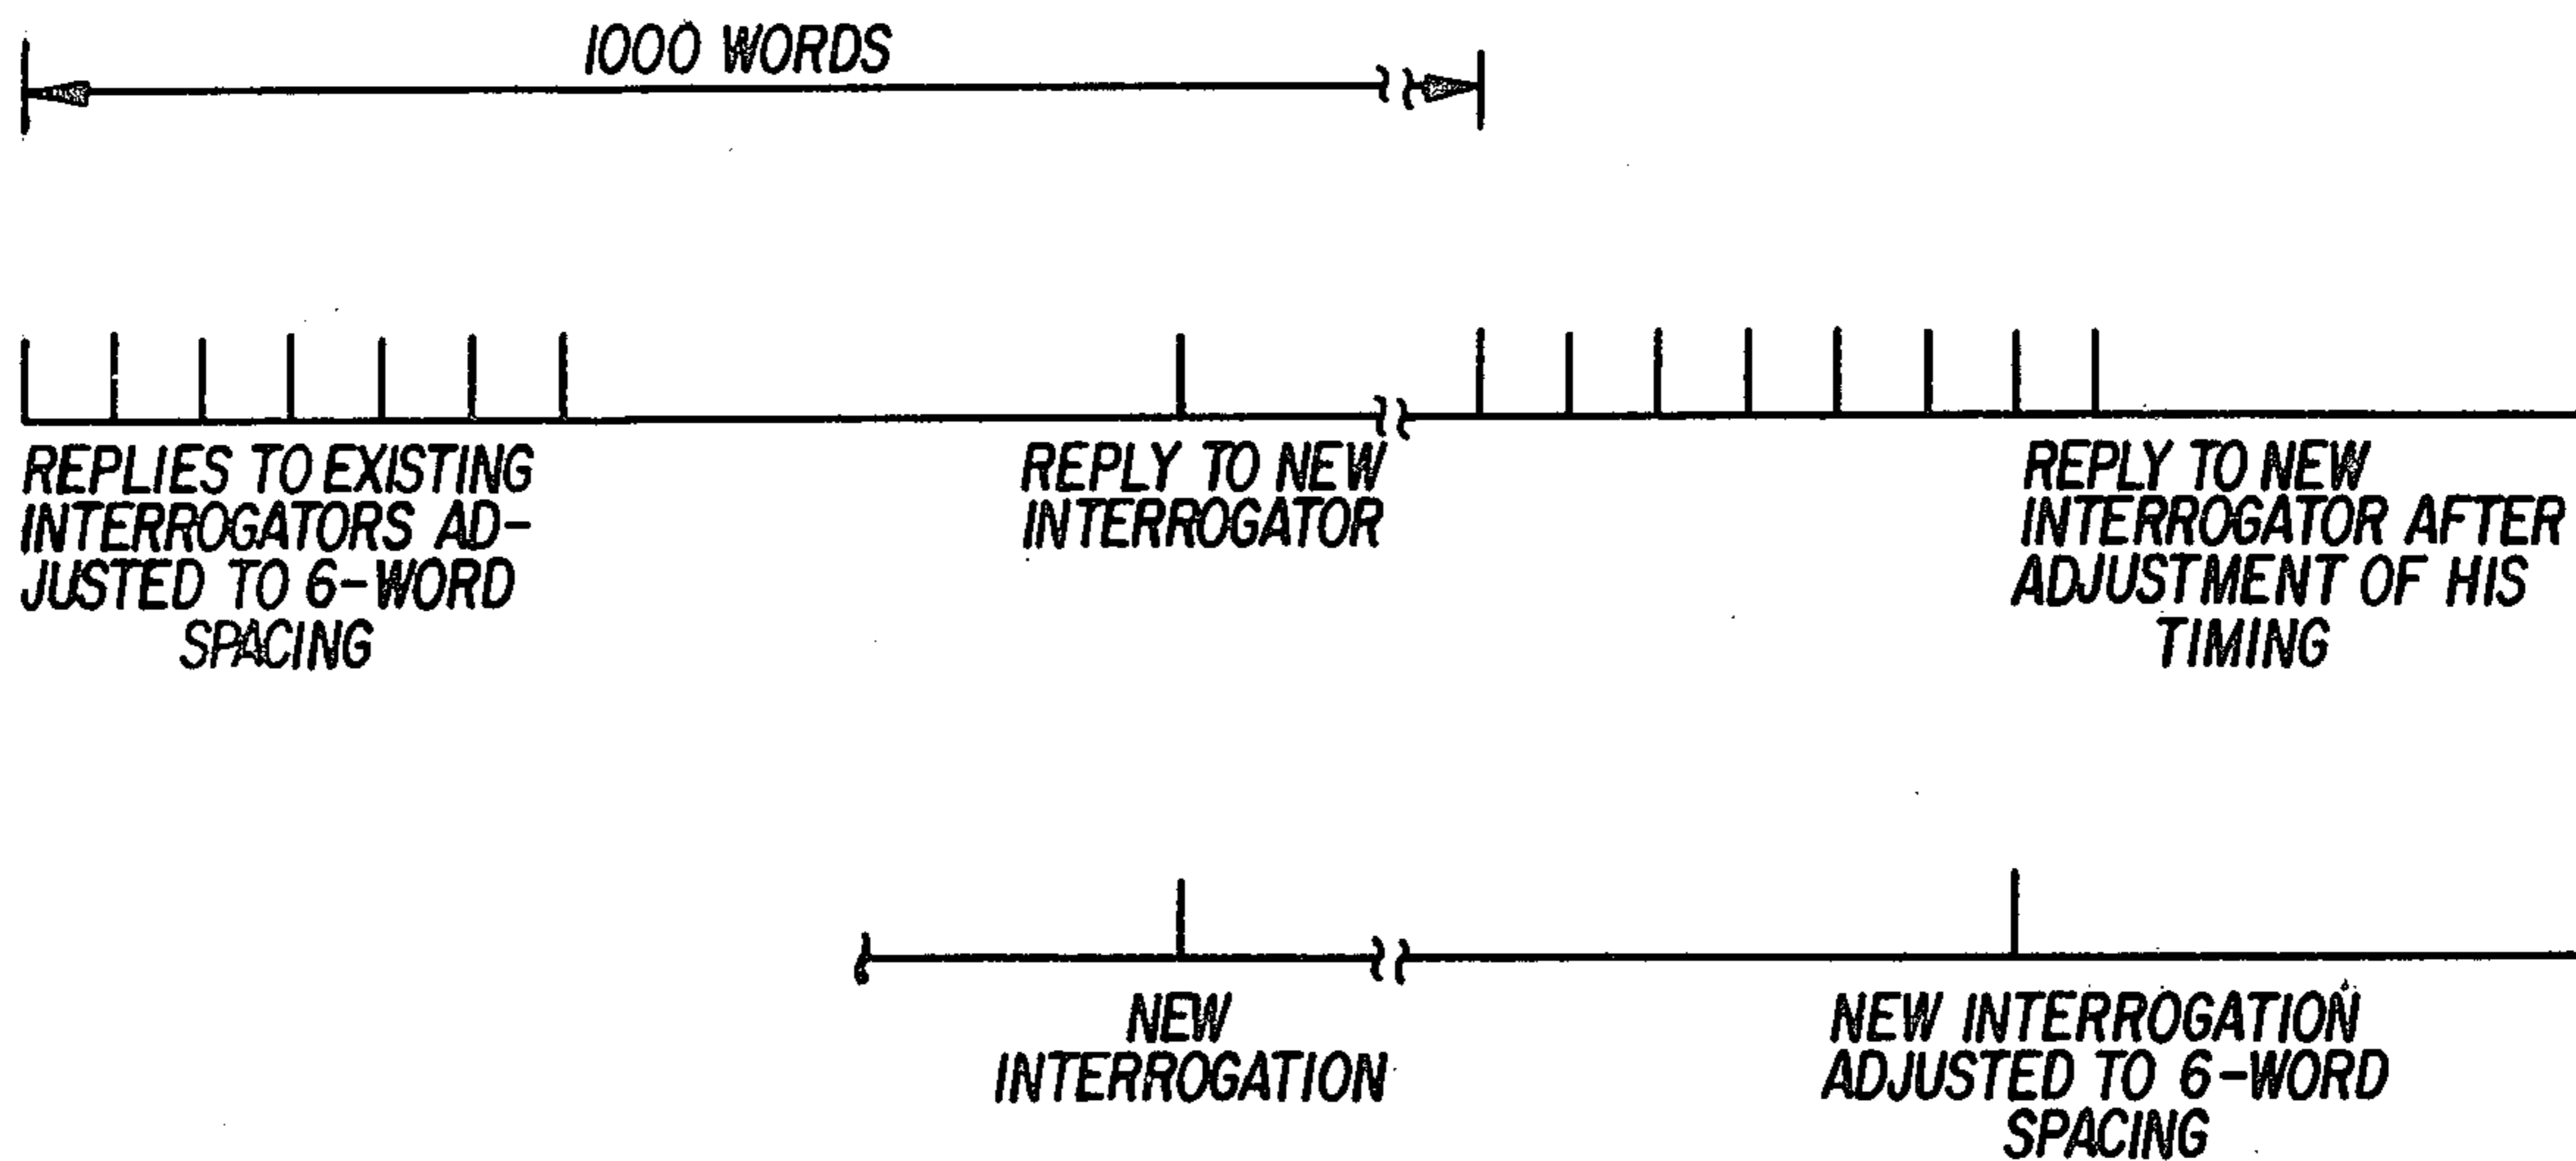 1000 WORDS
REPLIES TO EXISTING
INTERROGATORS AD-
JUSTED TO 6-WORD
SPACING
REPLY TO NEW
INTERROGATOR
REPLY TO NEW
INTERROGATOR AFTER
ADJUSTMENT OF HIS
TIMING
NEW
INTERROGATION
NEW INTERROGATION
ADJUSTED TO 6-WORD
SPACING